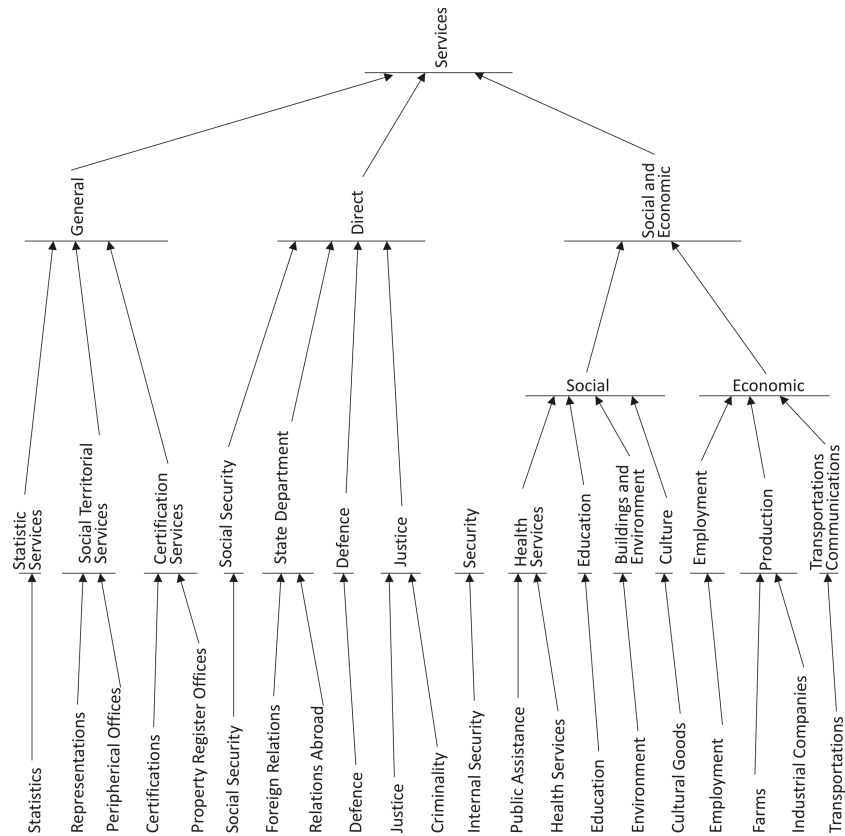 Services
General
Direct
Social and
Economic
Social
Economic
Statistic
Services
Social Territorial
Services
Certification
Services
Social Security
State Department
Defence
Justice
Security
Health
Services
Education
Buildings and
Environment
Culture
Employment
Production
Transportations
Communications
Statistics
Representations
Peripherical Offices
Certifications
Property Register Offices
Social Security
Foreign Relations
Relations Abroad
Defence
Justice
Criminality
Internal Security
Public Assistance
Health Services
Education
Environment
Cultural Goods
Employment
Farms
Industrial Companies
Transportations